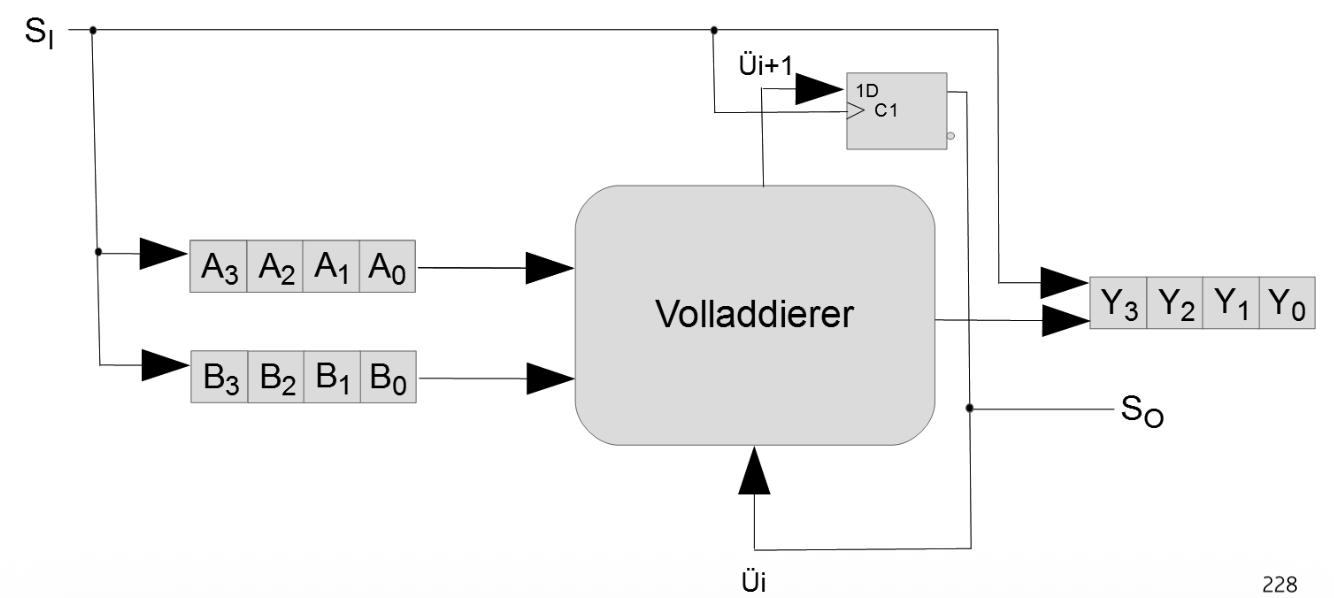 S_I
Üi+1
1D
C1
A_3 A_2 A_1 A_0
Volladdierer
Y_3 Y_2 Y_1 Y_0
B_3 B_2 B_1 B_0
S_O
Üi
228